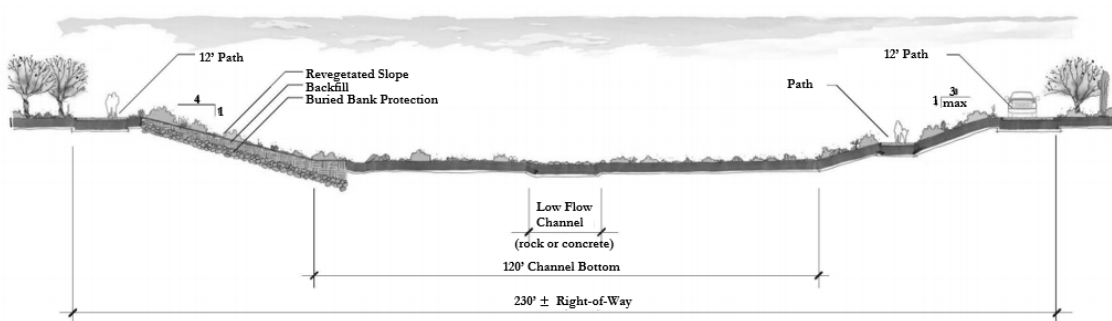 12' Path
12' Path
Revegetated Slope
Backfill
Buried Bank Protection
Path
4
1
1
3
max
Low Flow
Channel
(rock or concrete)
120' Channel Bottom
230' ± Right-of-Way